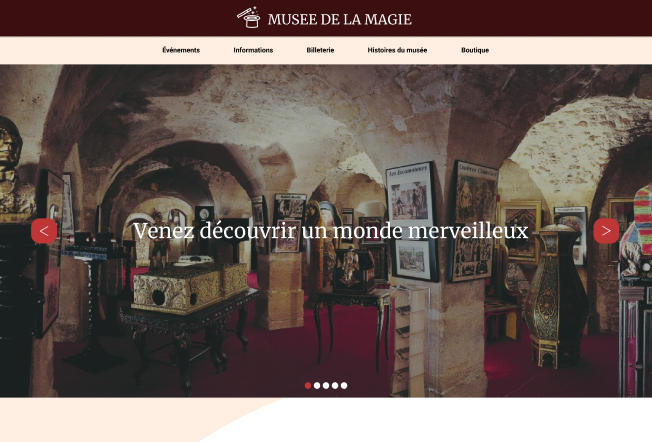 MUSEE DE LA MAGIE
Événements Informations Billeterie Histoires du musée Boutique
Les Escamoteurs
Venez découvrir un monde merveilleux
< >